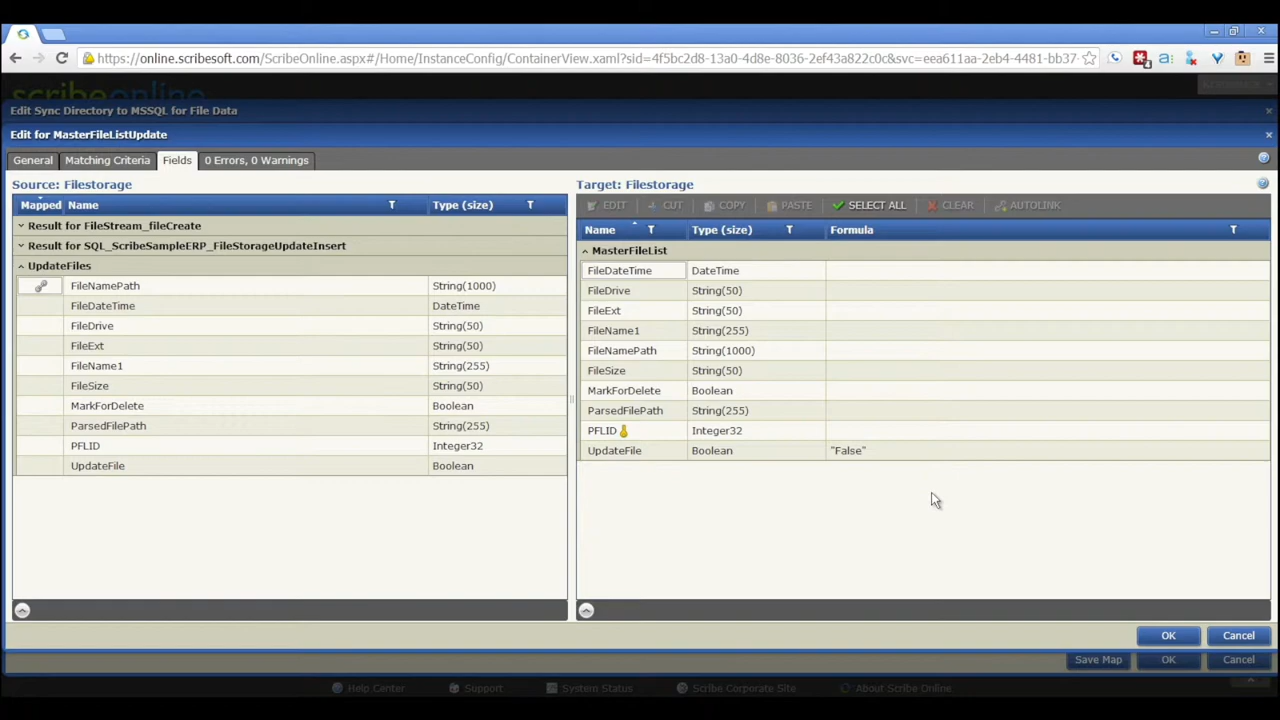 https://online.scribesoft.com/ScribeOnline.aspx#/Home/InstanceConfig/ContainerView.xaml?sid=4f5bc2d8-13a0-4d8e-8036-2ef43a822c0c&svc=eea611aa-2eb4-4481-bb37-
scribeonline
Edit Sync Directory to MSSQL for File Data
Edit for MasterFileListUpdate
General Matching Criteria Fields 0 Errors, 0 Warnings
Source: Filestorage
Mapped Name Type (size)
Result for FileStream_fileCreate
Result for SQL_ScribeSampleERP_FileStorageUpdateInsert
UpdateFiles
FileNamePath String(1000)
FileDateTime DateTime
FileDrive String(50)
FileExt String(50)
FileName1 String(255)
FileSize String(50)
MarkForDelete Boolean
ParsedFilePath String(255)
PFLID Integer32
UpdateFile Boolean
Target: Filestorage
EDIT CUT COPY PASTE SELECT ALL CLEAR AUTOLINK
Name Type (size) Formula
MasterFileList
FileDateTime DateTime
FileDrive String(50)
FileExt String(50)
FileName1 String(255)
FileNamePath String(1000)
FileSize String(50)
MarkForDelete Boolean
ParsedFilePath String(255)
PFLID Integer32
UpdateFile Boolean "False"
OK Cancel
Save Map OK Cancel
Help Center Support System Status Scribe Corporate Site About Scribe Online